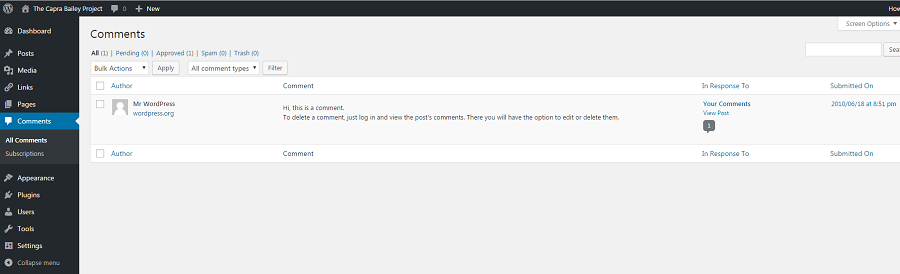 The Capra Bailey Project 0 + New How
Dashboard
Posts
Media
Links
Pages
Comments
All Comments
Subscriptions
Appearance
Plugins
Users
Tools
Settings
Collapse menu
Screen Options
Comments
All (1) | Pending (0) | Approved (1) | Spam (0) | Trash (0)
Sea
Bulk Actions Apply All comment types Filter
Author Comment In Response To Submitted On
Mr WordPress
wordpress.org
Hi, this is a comment.
To delete a comment, just log in and view the post's comments. There you will have the option to edit or delete them.
Your Comments
View Post
1
2010/06/18 at 8:51 pm
Author Comment In Response To Submitted On